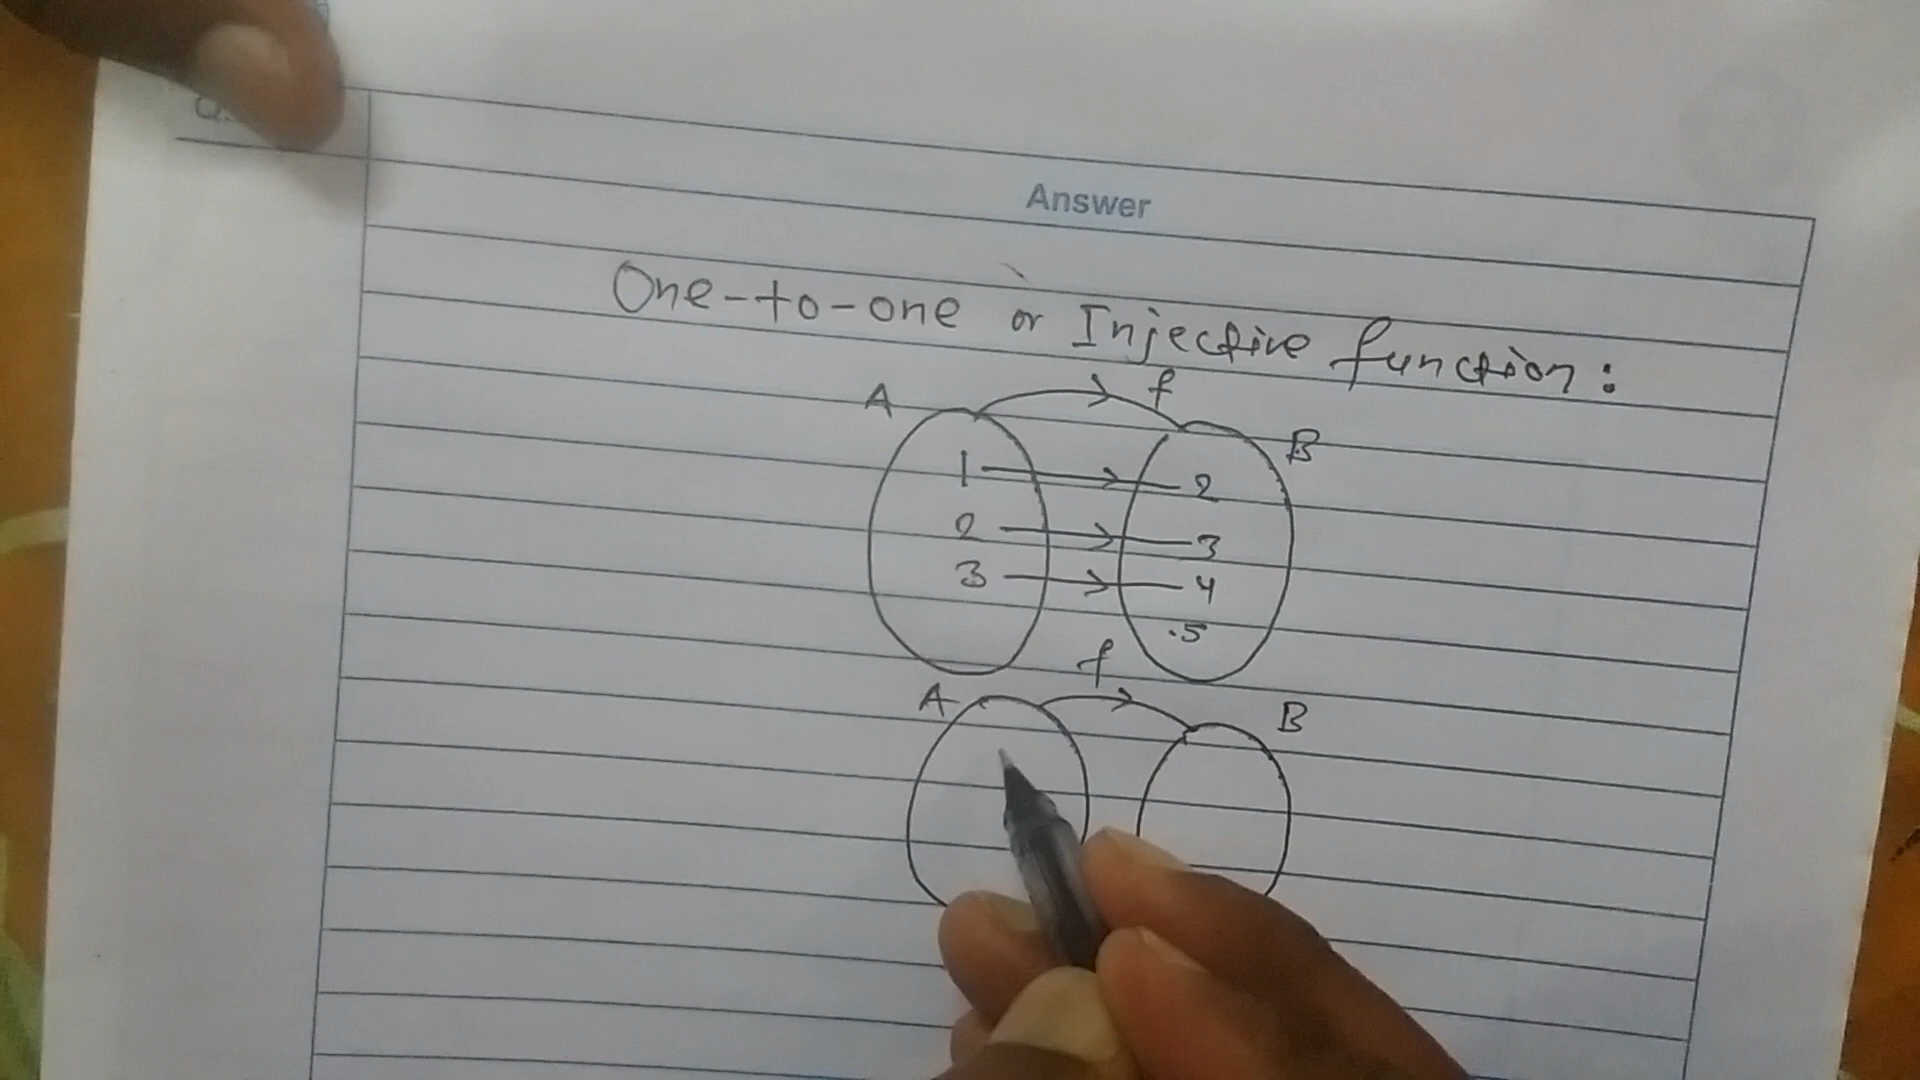 Q.
Answer
One-to-one or Injective function:
A f B
1 2
2 3
3 4
.5
A f B